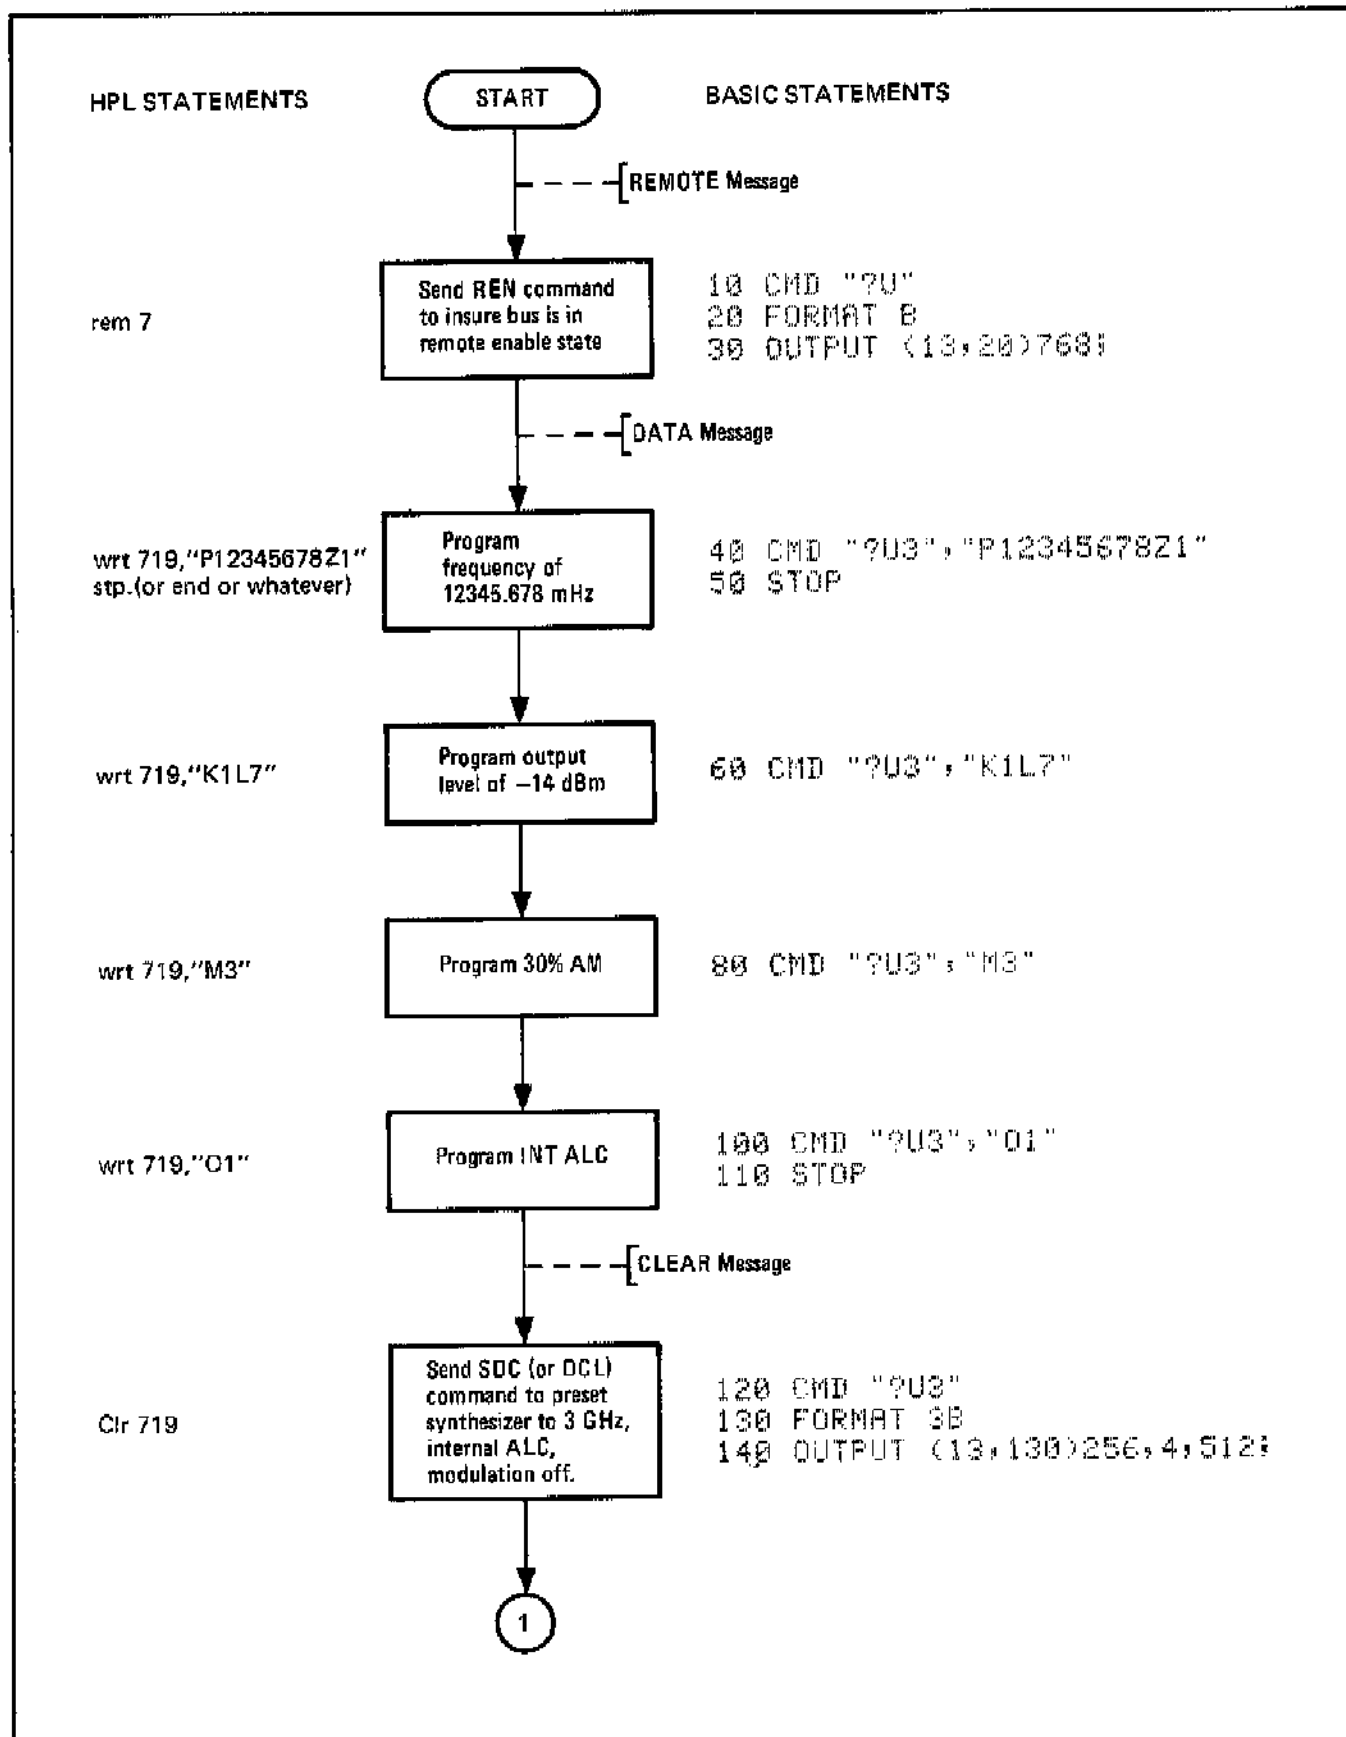 HPL STATEMENTS
START
BASIC STATEMENTS
REMOTE Message
rem 7
Send REN command
to insure bus is in
remote enable state
10 CMD "?U"
20 FORMAT B
30 OUTPUT (13,20)768;
DATA Message
wrt 719,"P12345678Z1"
stp.(or end or whatever)
Program
frequency of
12345.678 mHz
40 CMD "?U3","P12345678Z1"
50 STOP
wrt 719,"K1L7"
Program output
level of −14 dBm
60 CMD "?U3","K1L7"
wrt 719,"M3"
Program 30% AM
80 CMD "?U3","M3"
wrt 719,"O1"
Program INT ALC
100 CMD "?U3","O1"
110 STOP
CLEAR Message
Clr 719
Send SDC (or DCL)
command to preset
synthesizer to 3 GHz,
internal ALC,
modulation off.
120 CMD "?U3"
130 FORMAT 3B
140 OUTPUT (13,130)256,4,512;
1